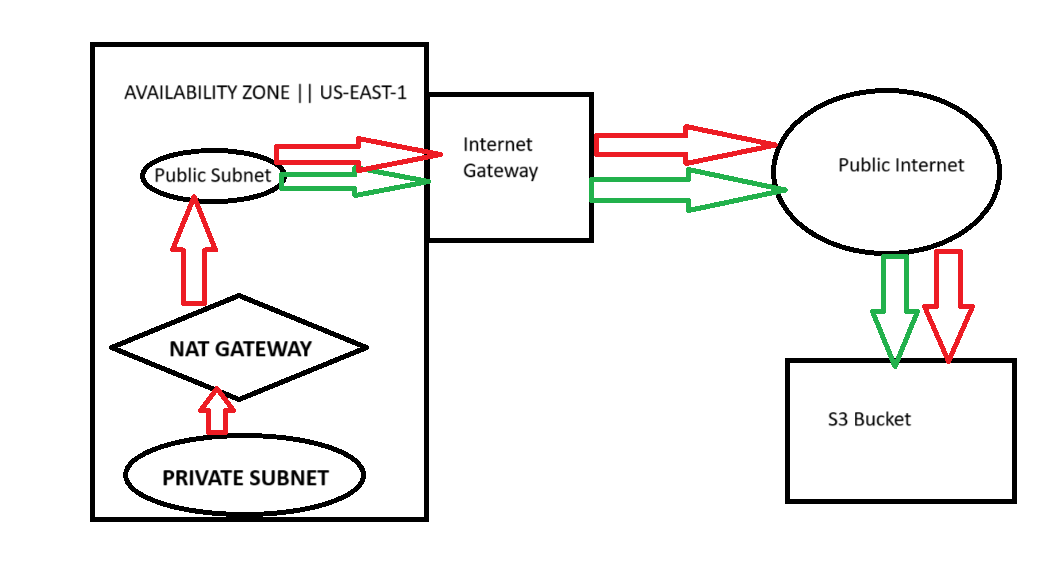 AVAILABILITY ZONE || US-EAST-1
Internet
Gateway
Public Internet
Public Subnet
NAT GATEWAY
S3 Bucket
PRIVATE SUBNET